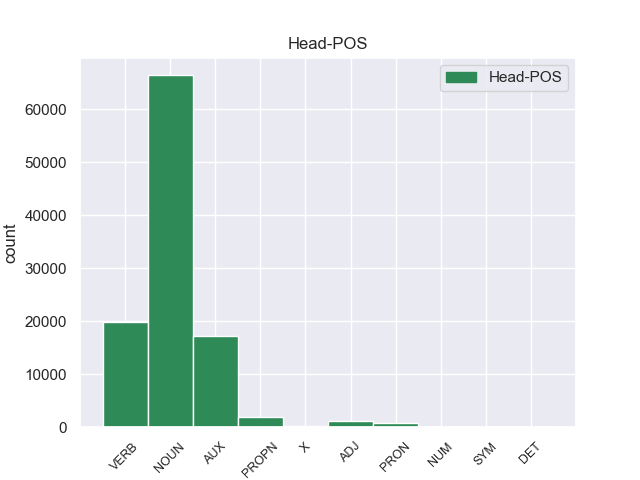 Head-POS
Head-POS
60000
50000
40000
30000
20000
10000
0
count
VERB
NOUN
AUX
PROPN
X
ADJ
PRON
NUM
SYM
DET